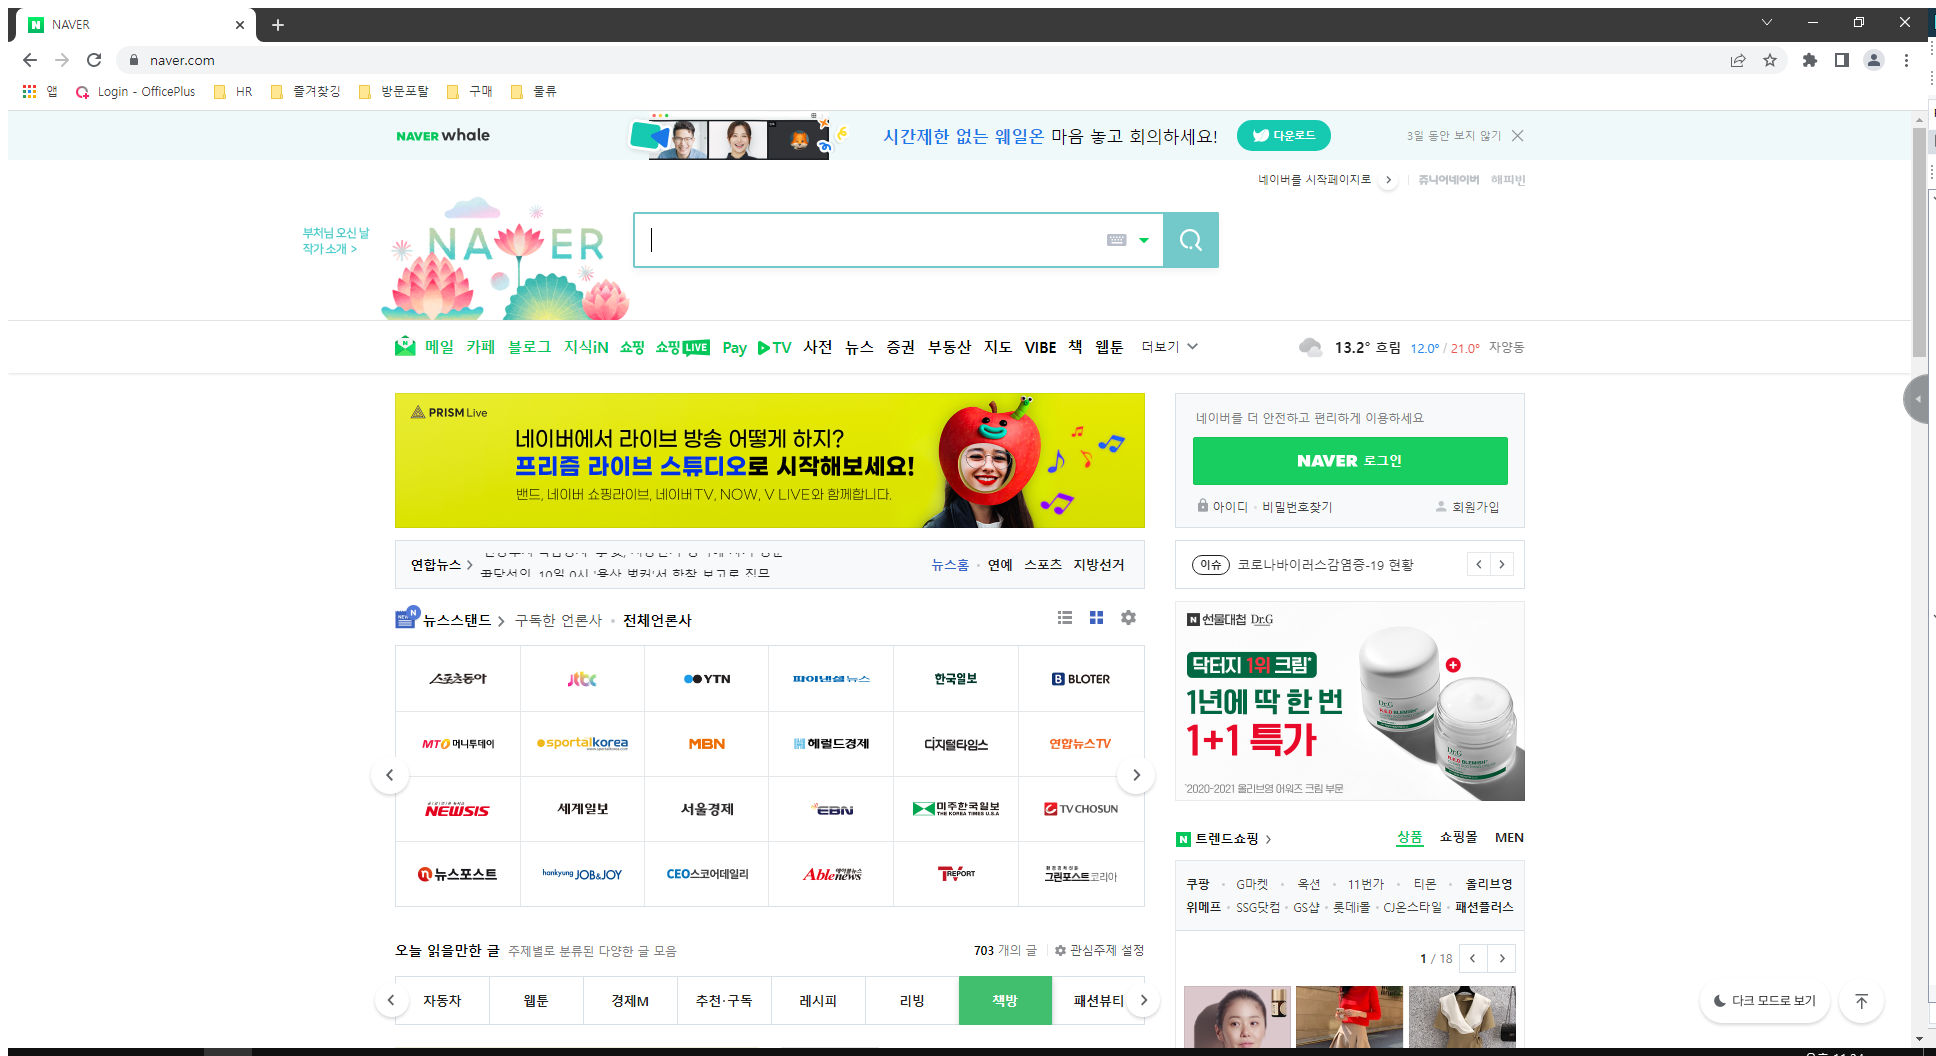 NAVER
naver.com
앱 Login - OfficePlus HR 즐겨찾깅 방문포탈 구매 물류
NAVER whale 시간제한 없는 웨일온 마음 놓고 회의하세요! 다운로드 3일 동안 보지 않기
네이버를 시작페이지로 쥬니어네이버 해피빈
부처님 오신 날
작가 소개 >
NAVER
메일 카페 블로그 지식iN 쇼핑 쇼핑LIVE Pay TV 사전 뉴스 증권 부동산 지도 VIBE 책 웹툰 더보기 13.2° 흐림 12.0° / 21.0° 자양동
PRISM Live
네이버에서 라이브 방송 어떻게 하지?
프리즘 라이브 스튜디오로 시작해보세요!
밴드, 네이버 쇼핑라이브, 네이버TV, NOW, V LIVE와 함께합니다.
네이버를 더 안전하고 편리하게 이용하세요
NAVER 로그인
아이디 · 비밀번호찾기 회원가입
연합뉴스 > 뉴스홈 · 연예 스포츠 지방선거
이슈 코로나바이러스감염증-19 현황
NEW N 뉴스스탠드 > 구독한 언론사 · 전체언론사
스포츠동아 jtbc YTN 파이낸셜뉴스 한국일보 BLOTER
MTO 머니투데이 sportalkorea MBN 헤럴드경제 디지털타임스 연합뉴스TV
NEWSIS 세계일보 서울경제 EBN 미주한국일보 THE KOREA TIMES U.S.A TV CHOSUN
뉴스포스트 hankyung JOB&JOY CEO스코어데일리 Ablenews 에이블뉴스 TVREPORT 그린포스트코리아
N 선물대첩 Dr.G
닥터지 1위 크림*
1년에 딱 한 번
1+1 특가
*2020-2021 올리브영 어워즈 크림 부문
Dr.G
R.E.D BLEMISH
Dr.G
R.E.D BLEMISH
N 트렌드쇼핑 > 상품 쇼핑몰 MEN
쿠팡 · G마켓 · 옥션 · 11번가 · 티몬 · 올리브영
위메프 · SSG닷컴 · GS샵 · 롯데i몰 · CJ온스타일 · 패션플러스
1 / 18
오늘 읽을만한 글 주제별로 분류된 다양한 글 모음 703 개의 글 관심주제 설정
자동차 웹툰 경제M 추천·구독 레시피 리빙 책방 패션뷰티
다크 모드로 보기